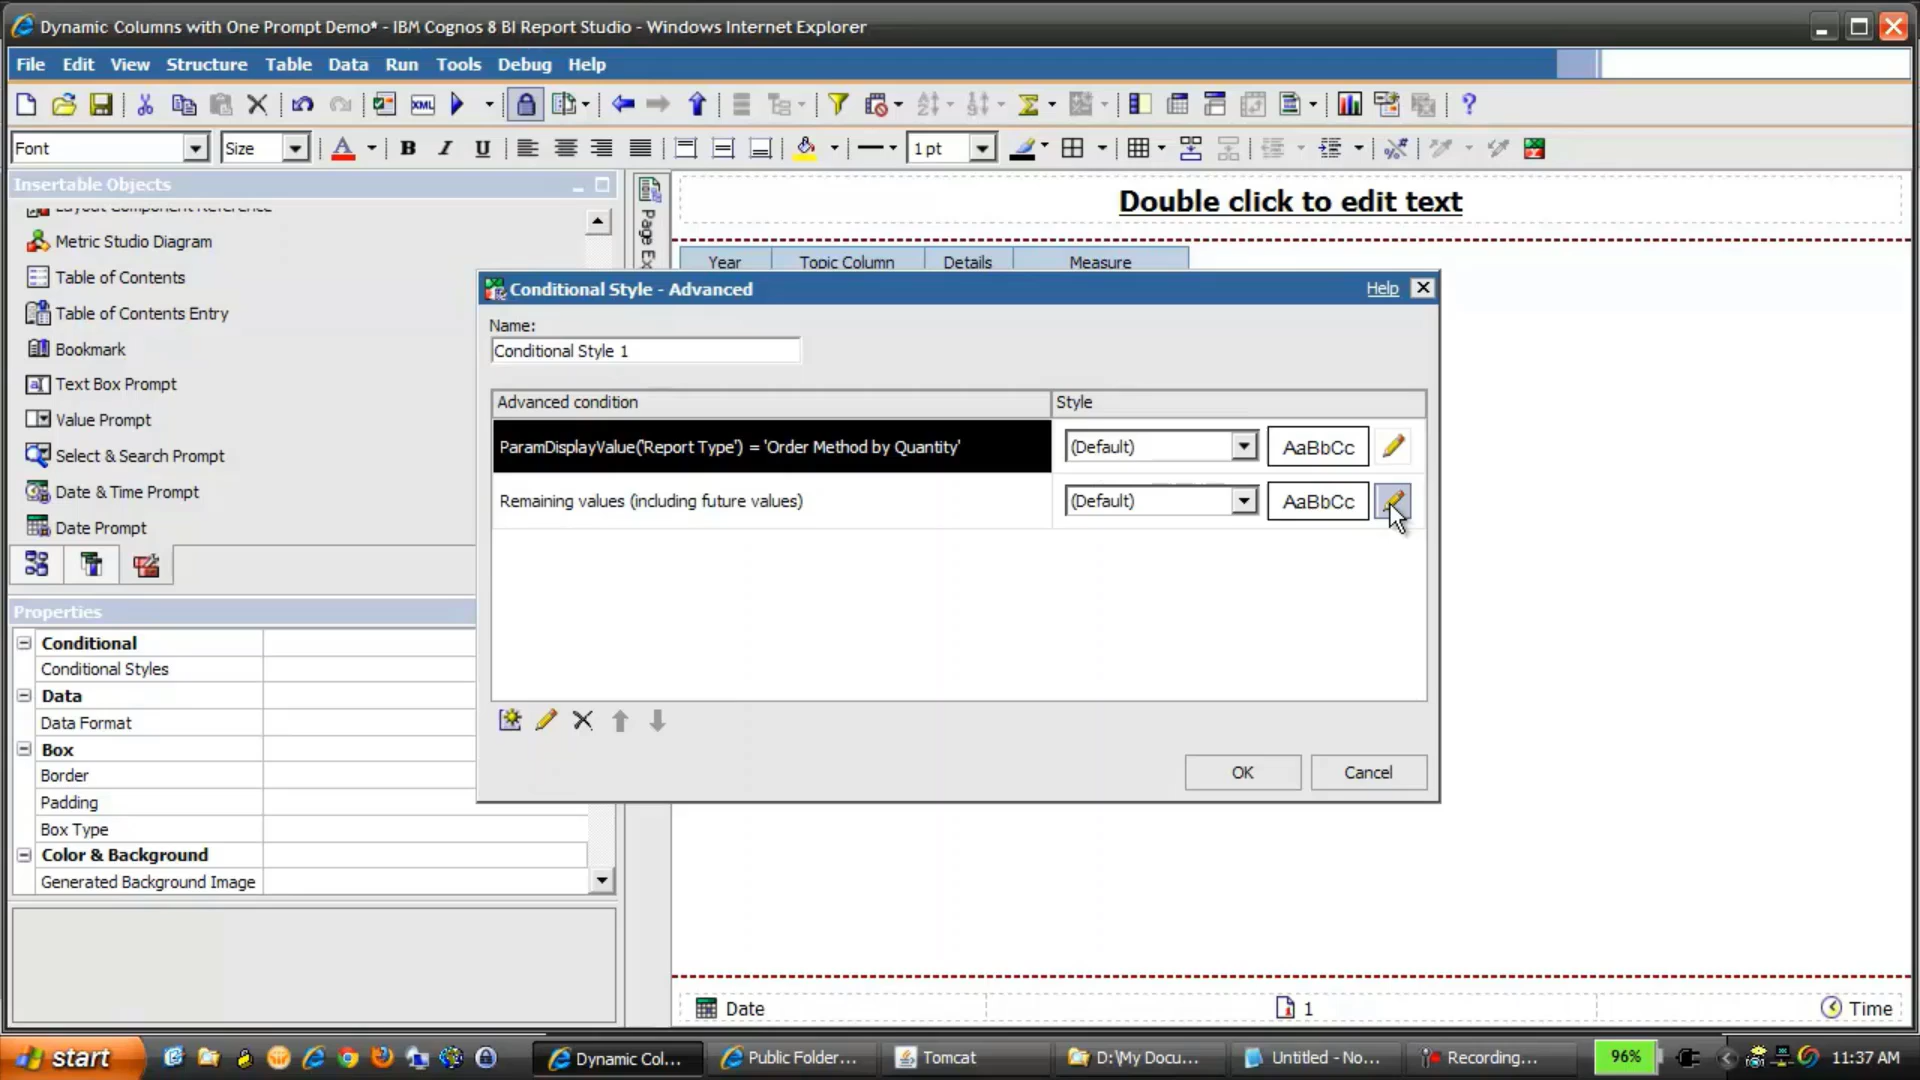 Dynamic Columns with One Prompt Demo* - IBM Cognos 8 BI Report Studio - Windows Internet Explorer
File Edit View Structure Table Data Run Tools Debug Help
Font Size 1 pt
Insertable Objects
Layout Component Reference
Metric Studio Diagram
Table of Contents
Table of Contents Entry
Bookmark
Text Box Prompt
Value Prompt
Select & Search Prompt
Date & Time Prompt
Date Prompt
Properties
Conditional
Conditional Styles
Data
Data Format
Box
Border
Padding
Box Type
Color & Background
Generated Background Image
Page Ex
Double click to edit text
Year Topic Column Details Measure
Conditional Style - Advanced Help
Name:
Conditional Style 1
Advanced condition Style
ParamDisplayValue('Report Type') = 'Order Method by Quantity' (Default) AaBbCc
Remaining values (including future values) (Default) AaBbCc
OK Cancel
Date 1 Time
start Dynamic Col... Public Folder... Tomcat D:\My Docu... Untitled - No... Recording... 96% 11:37 AM